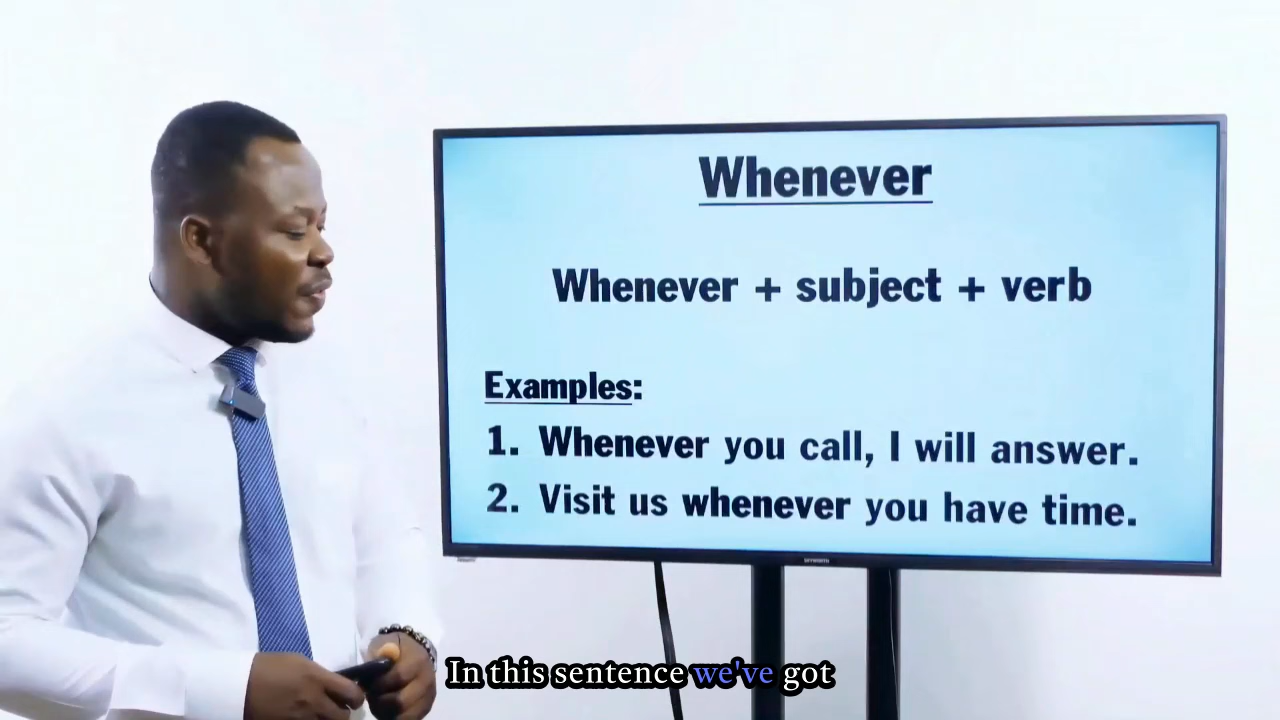 Whenever
Whenever + subject + verb
Examples:
1. Whenever you call, I will answer.
2. Visit us whenever you have time.
In this sentence we've got